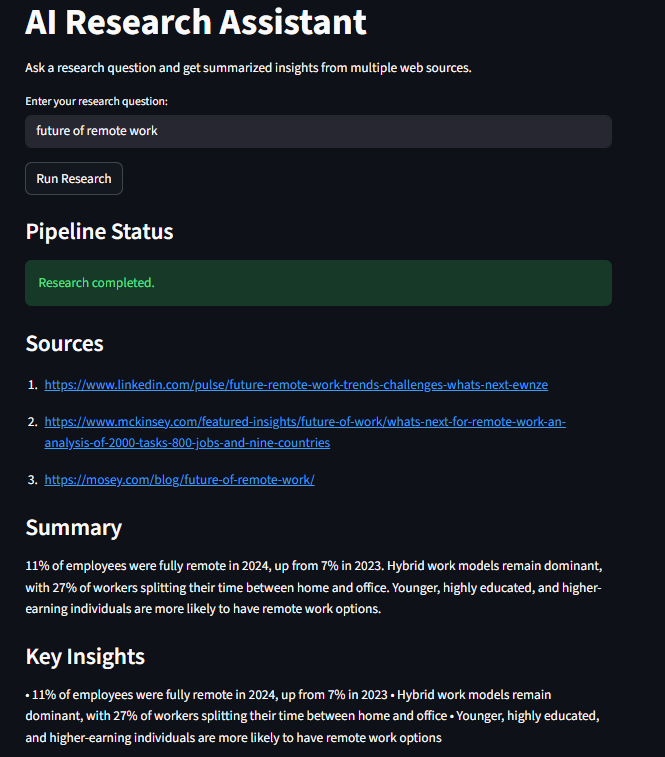 AI Research Assistant
Ask a research question and get summarized insights from multiple web sources.
Enter your research question:
future of remote work
Run Research
Pipeline Status
Research completed.
Sources
1. https://www.linkedin.com/pulse/future-remote-work-trends-challenges-whats-next-ewnze
2. https://www.mckinsey.com/featured-insights/future-of-work/whats-next-for-remote-work-an-
analysis-of-2000-tasks-800-jobs-and-nine-countries
3. https://mosey.com/blog/future-of-remote-work/
Summary
11% of employees were fully remote in 2024, up from 7% in 2023. Hybrid work models remain dominant,
with 27% of workers splitting their time between home and office. Younger, highly educated, and higher-
earning individuals are more likely to have remote work options.
Key Insights
• 11% of employees were fully remote in 2024, up from 7% in 2023 • Hybrid work models remain
dominant, with 27% of workers splitting their time between home and office • Younger, highly educated,
and higher-earning individuals are more likely to have remote work options